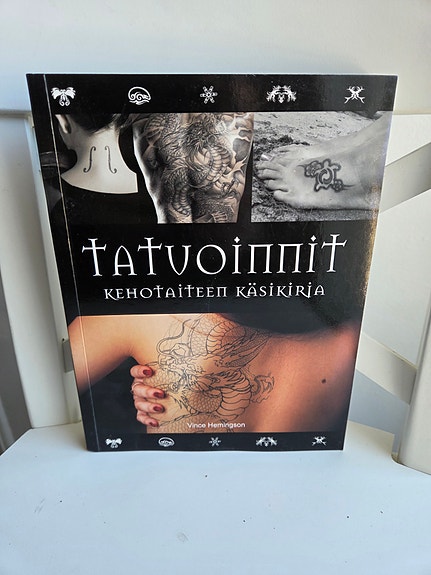 TATUOINNIT
KEHOTAITEEN KÄSIKIRJA
Vince Hemingson